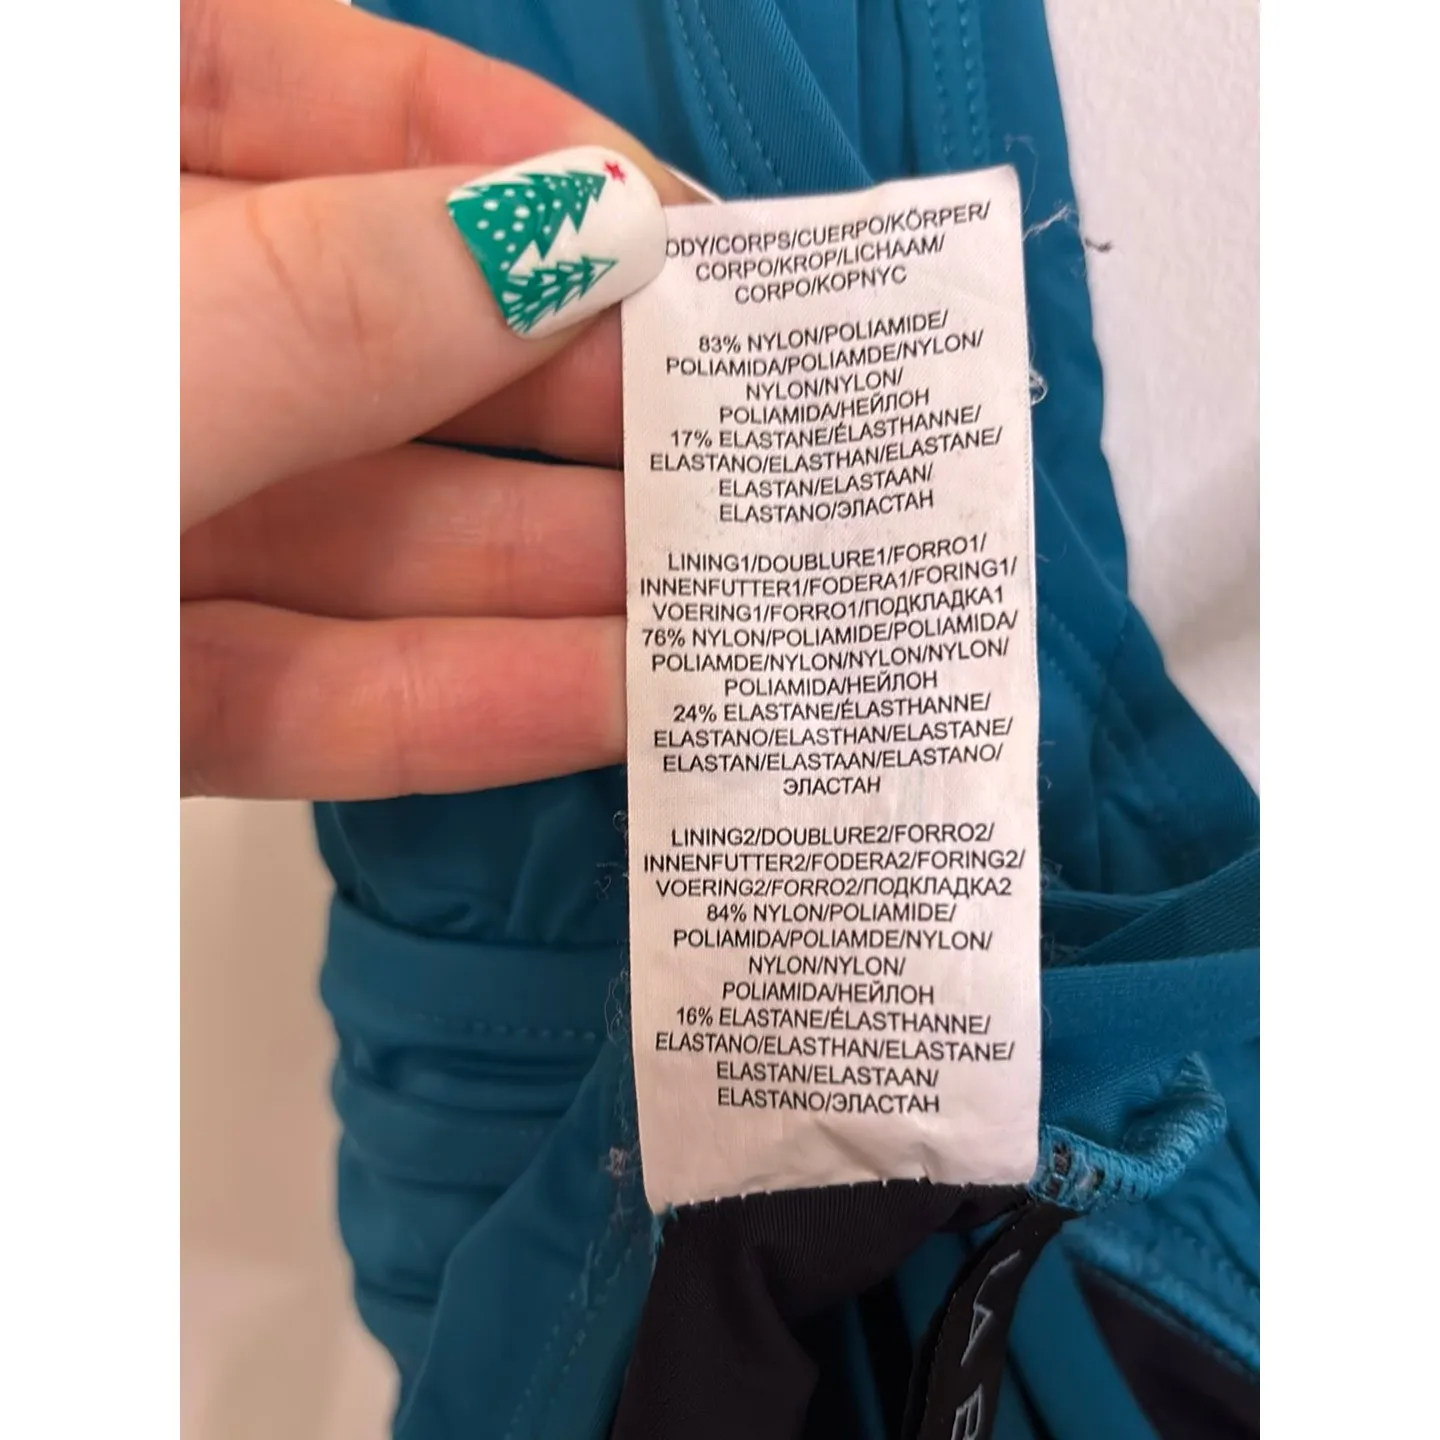 ODY/CORPS/CUERPO/KÖRPER/
CORPO/KROP/LICHAAM/
CORPO/KOPNYC
83% NYLON/POLIAMIDE/
POLIAMIDA/POLIAMDE/NYLON/
NYLON/NYLON/
POLIAMIDA/НЕЙЛОН
17% ELASTANE/ÉLASTHANNE/
ELASTANO/ELASTHAN/ELASTANE/
ELASTAN/ELASTAAN/
ELASTANO/ЭЛАСТАН
LINING1/DOUBLURE1/FORRO1/
INNENFUTTER1/FODERA1/FORING1/
VOERING1/FORRO1/ПОДКЛАДКА1
76% NYLON/POLIAMIDE/POLIAMIDA/
POLIAMDE/NYLON/NYLON/NYLON/
POLIAMIDA/НЕЙЛОН
24% ELASTANE/ÉLASTHANNE/
ELASTANO/ELASTHAN/ELASTANE/
ELASTAN/ELASTAAN/ELASTANO/
ЭЛАСТАН
LINING2/DOUBLURE2/FORRO2/
INNENFUTTER2/FODERA2/FORING2/
VOERING2/FORRO2/ПОДКЛАДКА2
84% NYLON/POLIAMIDE/
POLIAMIDA/POLIAMDE/NYLON/
NYLON/NYLON/
POLIAMIDA/НЕЙЛОН
16% ELASTANE/ÉLASTHANNE/
ELASTANO/ELASTHAN/ELASTANE/
ELASTAN/ELASTAAN/
ELASTANO/ЭЛАСТАН